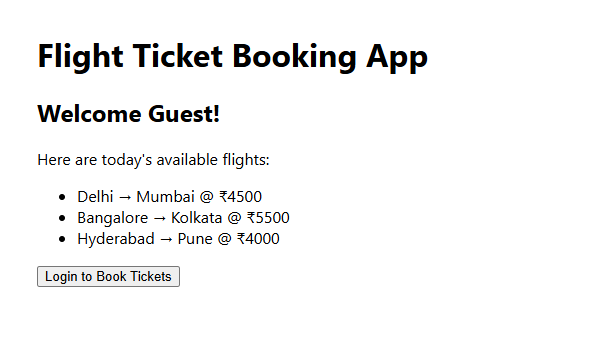 Flight Ticket Booking App
Welcome Guest!
Here are today's available flights:
• Delhi → Mumbai @ ₹4500
• Bangalore → Kolkata @ ₹5500
• Hyderabad → Pune @ ₹4000
Login to Book Tickets